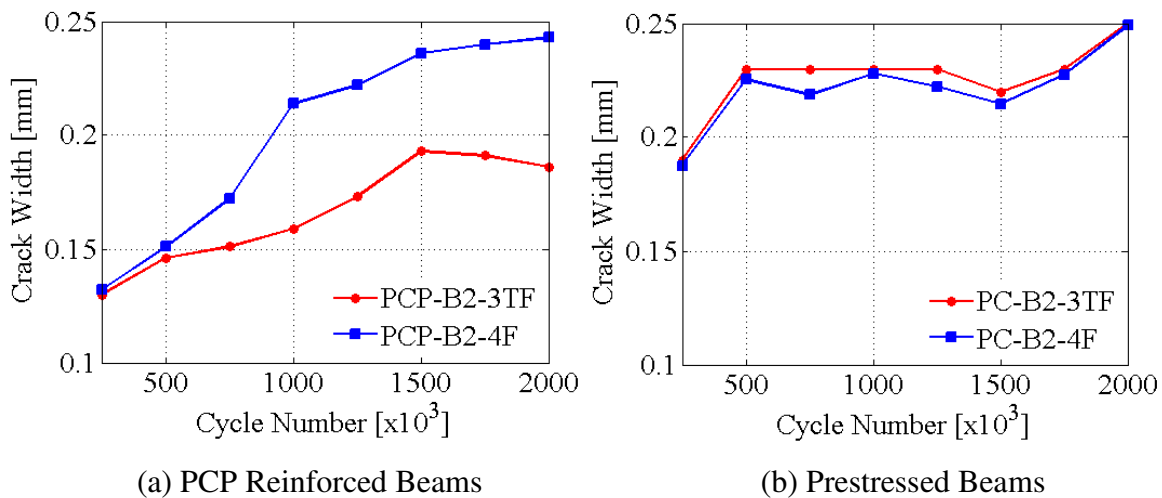 0.25
0.2
0.15
0.1
Crack Width [mm]
500
1000
1500
2000
Cycle Number [x10³]
PCP-B2-3TF
PCP-B2-4F
(a) PCP Reinforced Beams
0.25
0.2
0.15
0.1
Crack Width [mm]
500
1000
1500
2000
Cycle Number [x10³]
PC-B2-3TF
PC-B2-4F
(b) Prestressed Beams